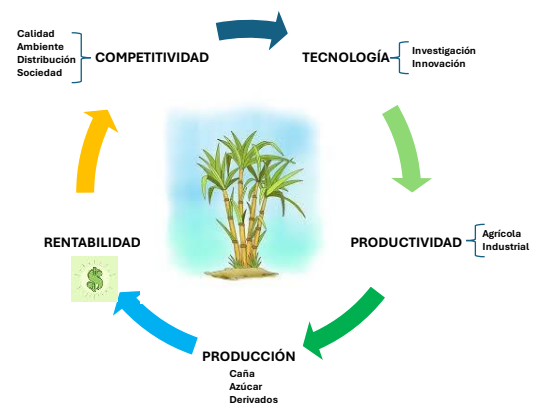 Calidad
Ambiente
Distribución
Sociedad
COMPETITIVIDAD
TECNOLOGÍA
Investigación
Innovación
RENTABILIDAD
$
PRODUCTIVIDAD
Agrícola
Industrial
PRODUCCIÓN
Caña
Azúcar
Derivados